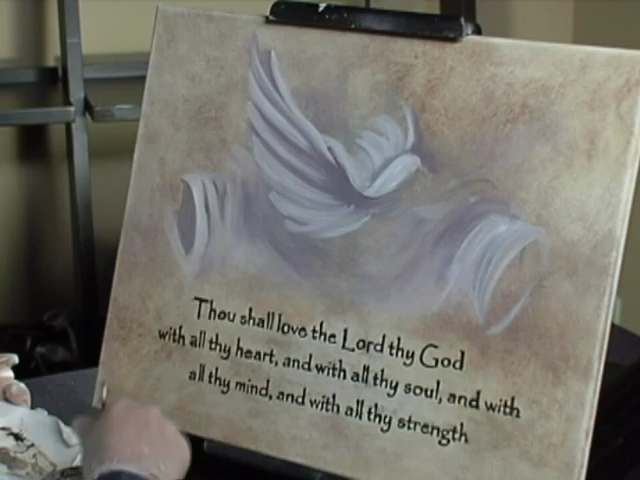 Thou shall love the Lord thy God
with all thy heart, and with all thy soul, and with
all thy mind, and with all thy strength